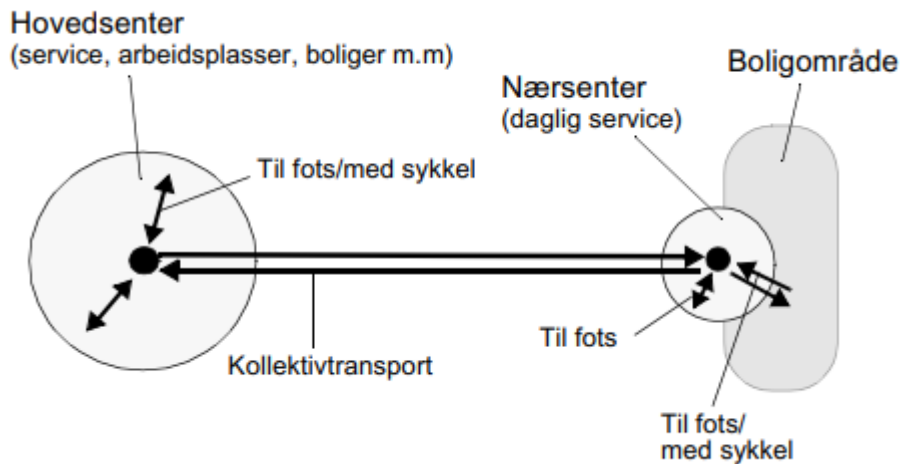 Hovedsenter
(service, arbeidsplasser, boliger m.m)
Boligområde
Nærsenter
(daglig service)
Til fots/med sykkel
Til fots
Kollektivtransport
Til fots/
med sykkel